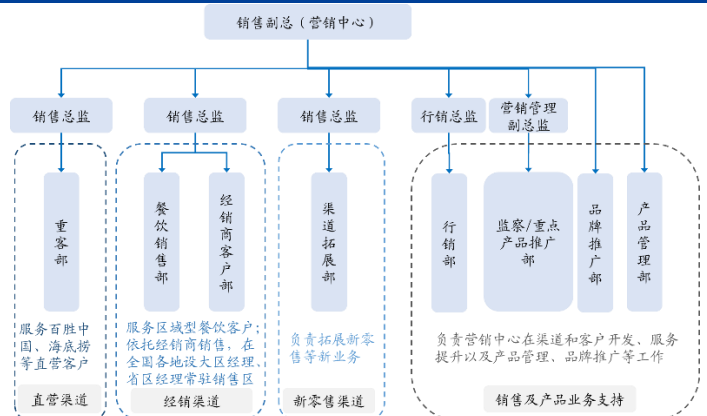 销售副总（营销中心）
销售总监
销售总监
销售总监
行销总监
营销管理
副总监
重客部
餐饮销售部
经销商客户部
渠道拓展部
行销部
监察/重点
产品推广
部
品牌推广部
产品管理部
服务百胜中
国、海底捞
等直营客户
服务区域型餐饮客户；
依托经销商销售，在
全国各地设大区经理、
省区经理常驻销售区
负责拓展新零
售等新业务
负责营销中心在渠道和客户开发、服务
提升以及产品管理、品牌推广等工作
直营渠道
经销渠道
新零售渠道
销售及产品业务支持